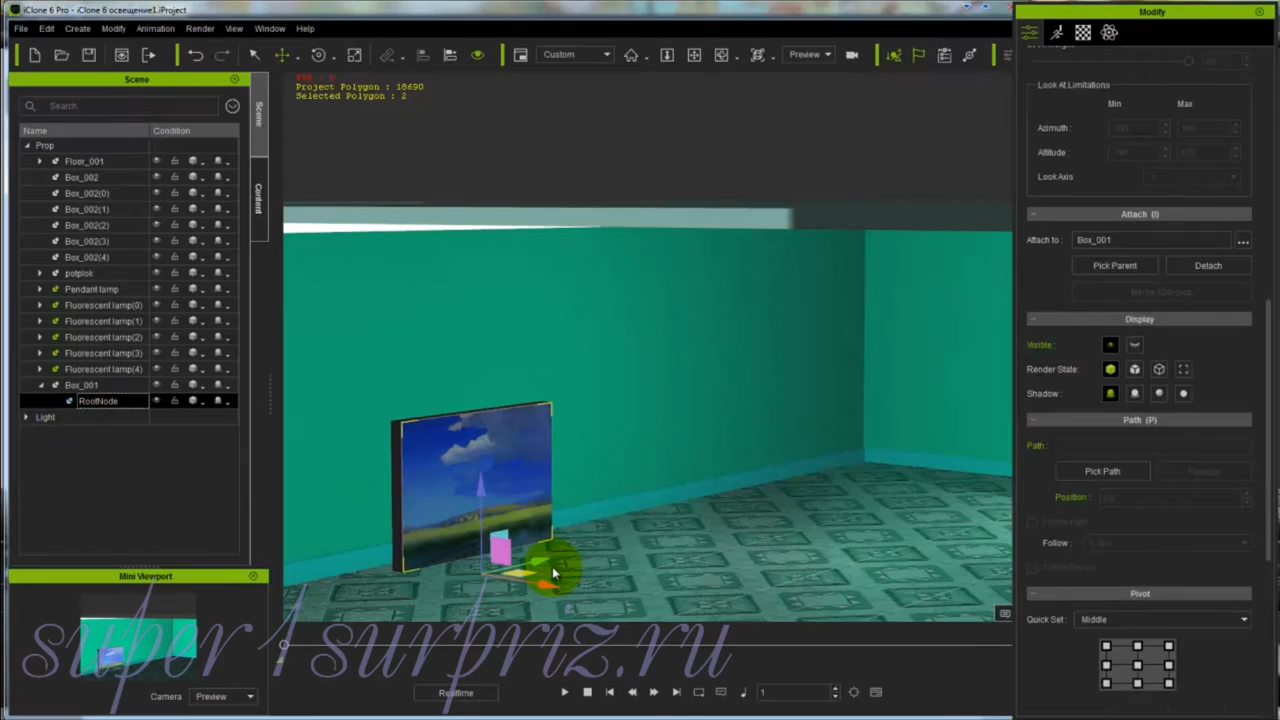 iClone 6 Pro - iClone 6 освещение1.iProject
Modify
File Edit Create Modify Animation Render View Window Help
Custom
Preview
Scene
Search
Name Condition
Prop
Floor_001
Box_002
Box_002(0)
Box_002(1)
Box_002(2)
Box_002(3)
Box_002(4)
potplok
Pendant lamp
Fluorescent lamp(0)
Fluorescent lamp(1)
Fluorescent lamp(2)
Fluorescent lamp(3)
Fluorescent lamp(4)
Box_001
RootNode
Light
Scene
Content
Project Polygon : 18690
Selected Polygon : 2
Look At Limitations
Min Max
Azimuth :
Altitude :
Look Axis
Attach (I)
Attach to : Box_001 ...
Pick Parent Detach
Display
Visible :
Render State:
Shadow :
Path (P)
Path :
Pick Path
Position :
Follow :
Pivot
Quick Set : Middle
Mini Viewport
Camera Preview
super1surpriz.ru
Realtime
1